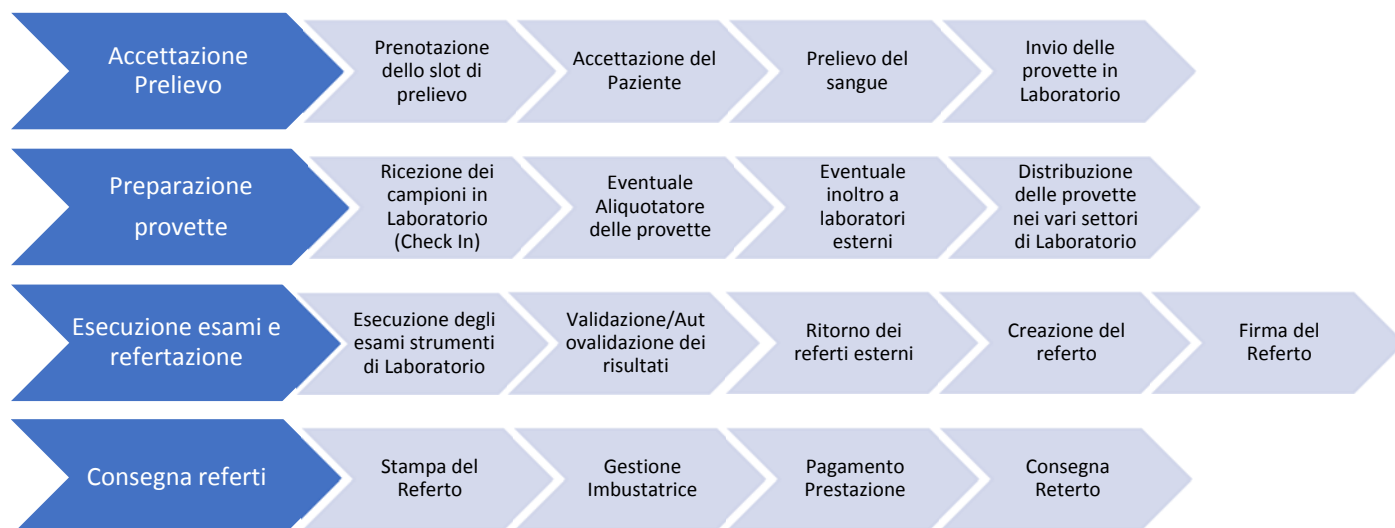 Accettazione
Prelievo
Prenotazione
dello slot di
prelievo
Accettazione del
Paziente
Prelievo del
sangue
Invio delle
provette in
Laboratorio
Preparazione
provette
Ricezione dei
campioni in
Laboratorio
(Check In)
Eventuale
Aliquotatore
delle provette
Eventuale
inoltro a
laboratori
esterni
Distribuzione
delle provette
nei vari settori
di Laboratorio
Esecuzione esami e
refertazione
Esecuzione degli
esami strumenti
di Laboratorio
Validazione/Aut
ovalidazione dei
risultati
Ritorno dei
referti esterni
Creazione del
referto
Firma del
Referto
Consegna referti
Stampa del
Referto
Gestione
Imbustatrice
Pagamento
Prestazione
Consegna
Reterto